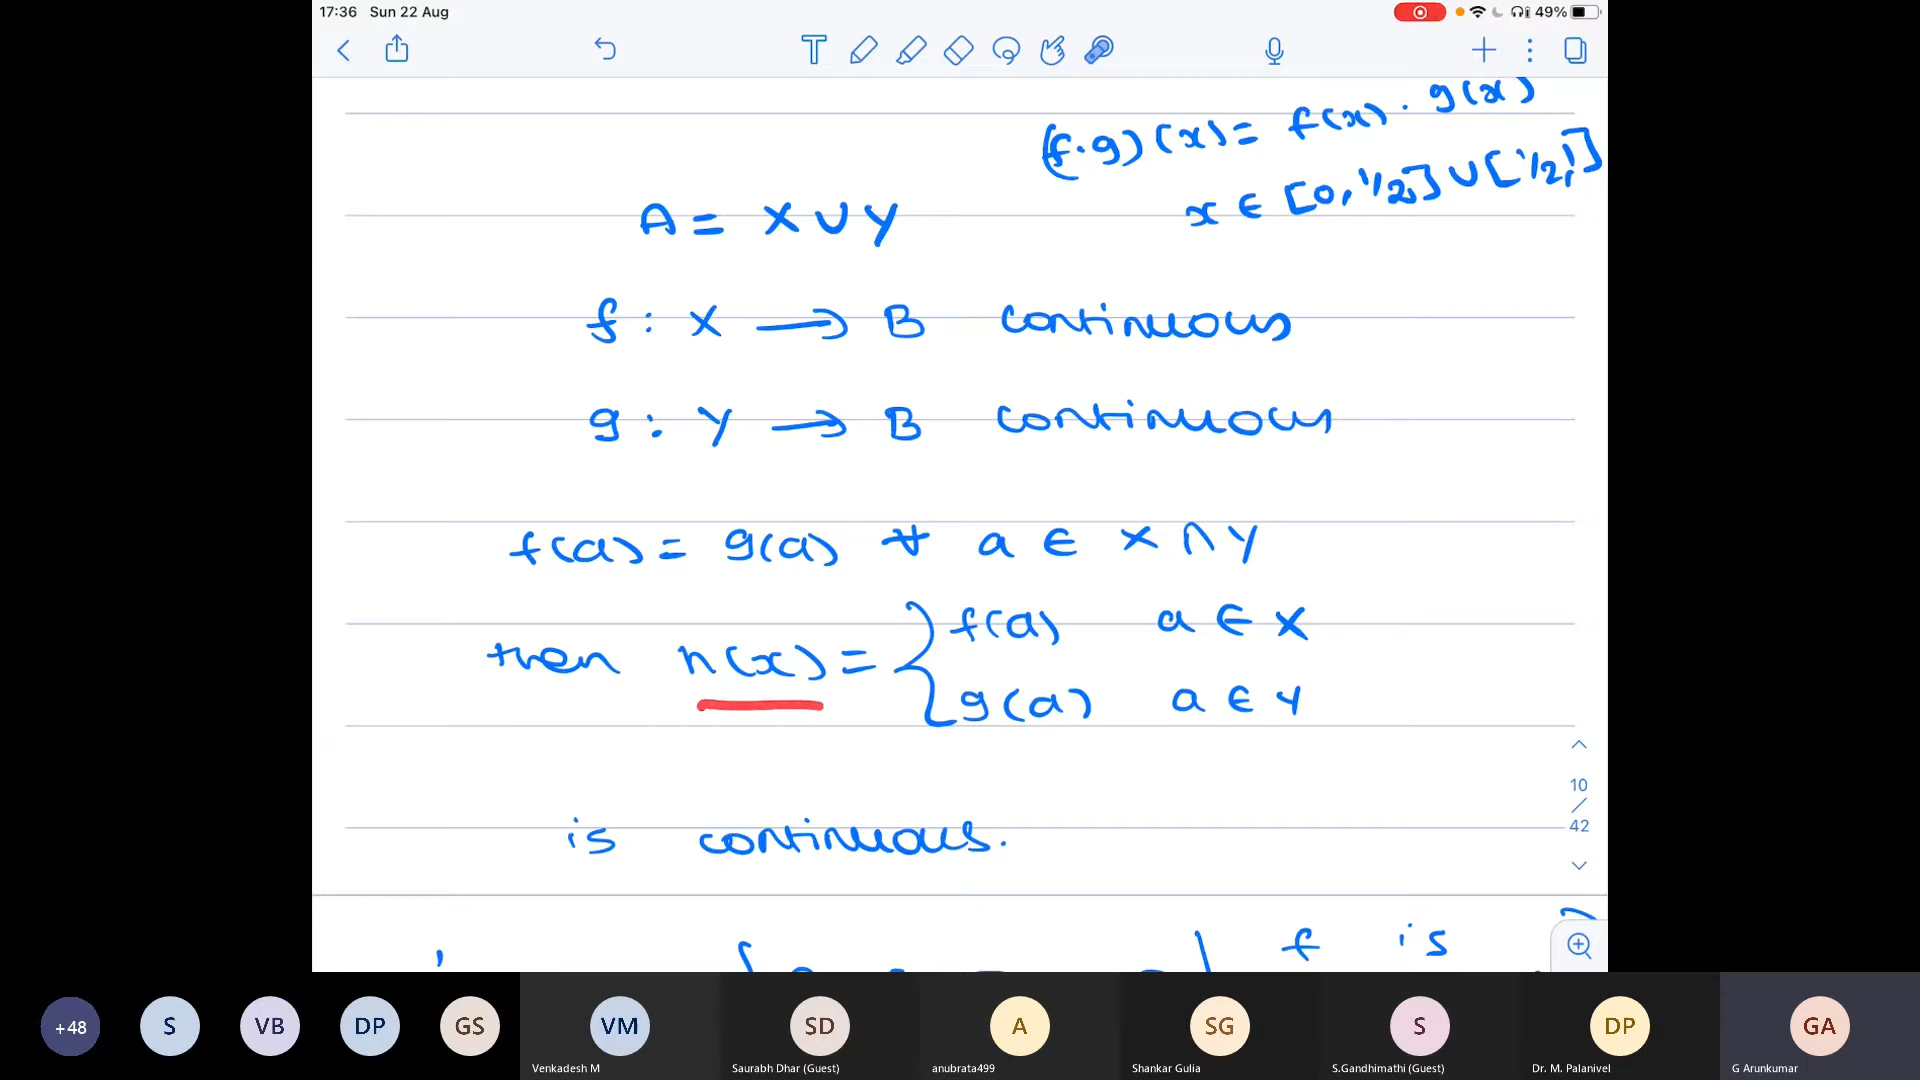 17:36 Sun 22 Aug
49%
(f·g)(x) = f(x) · g(x)
x ∈ [0, 1/2] ∪ [1/2, 1]
A = X ∪ Y
f : X ⟶ B continuous
g : Y ⟶ B continuous
f(a) = g(a) ∀ a ∈ X ∩ Y
then h(x) = { f(a) a ∈ X
g(a) a ∈ Y
is continuous.
10
/
42
f is
+48 S VB DP GS VM SD A SG S DP GA
Venkadesh M Saurabh Dhar (Guest) anubrata499 Shankar Gulia S.Gandhimathi (Guest) Dr. M. Palanivel G Arunkumar